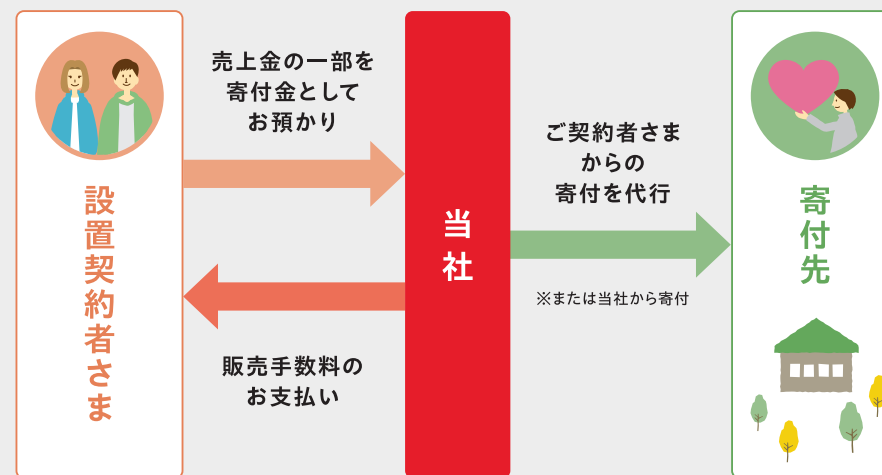 設置契約者さま
売上金の一部を
寄付金として
お預かり
販売手数料の
お支払い
当社
ご契約者さま
からの
寄付を代行
※または当社から寄付
寄付先